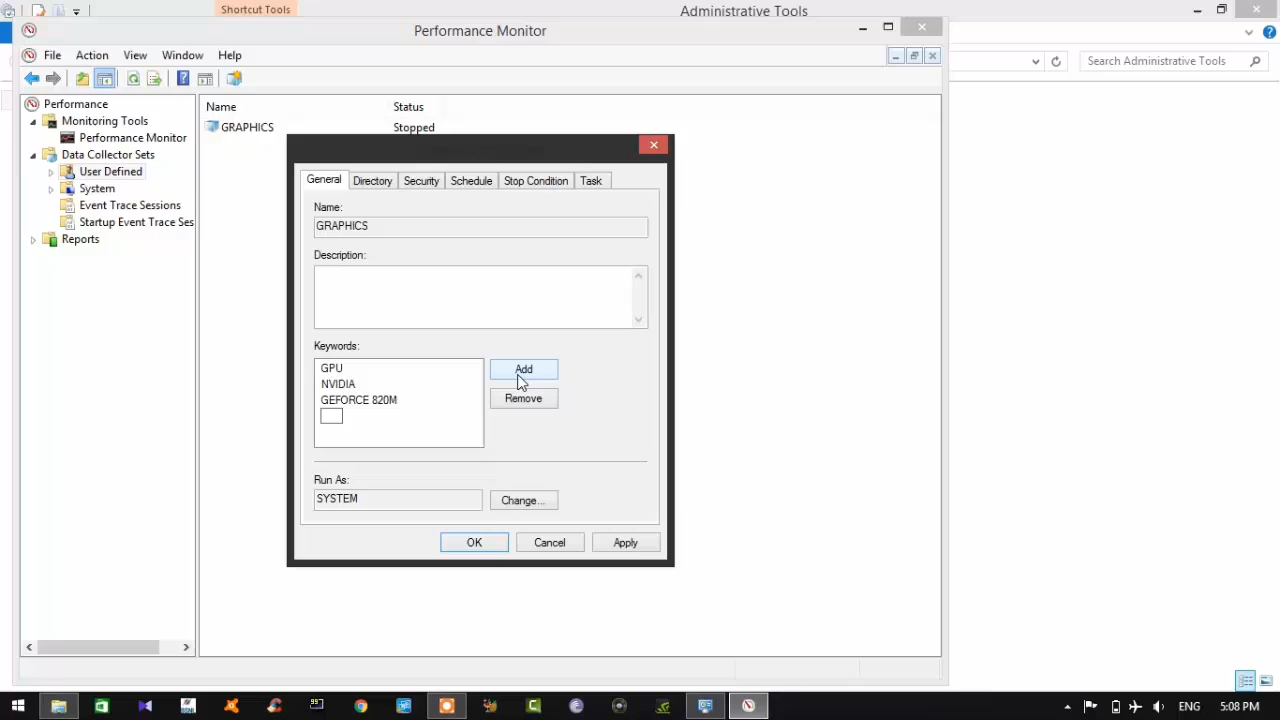 Shortcut Tools
Administrative Tools
Performance Monitor
File Action View Window Help
Search Administrative Tools
Performance
Monitoring Tools
Performance Monitor
Data Collector Sets
User Defined
System
Event Trace Sessions
Startup Event Trace Ses
Reports
Name Status
GRAPHICS Stopped
General Directory Security Schedule Stop Condition Task
Name:
GRAPHICS
Description:
Keywords:
GPU
NVIDIA
GEFORCE 820M
Add
Remove
Run As:
SYSTEM
Change...
OK Cancel Apply
ENG 5:08 PM